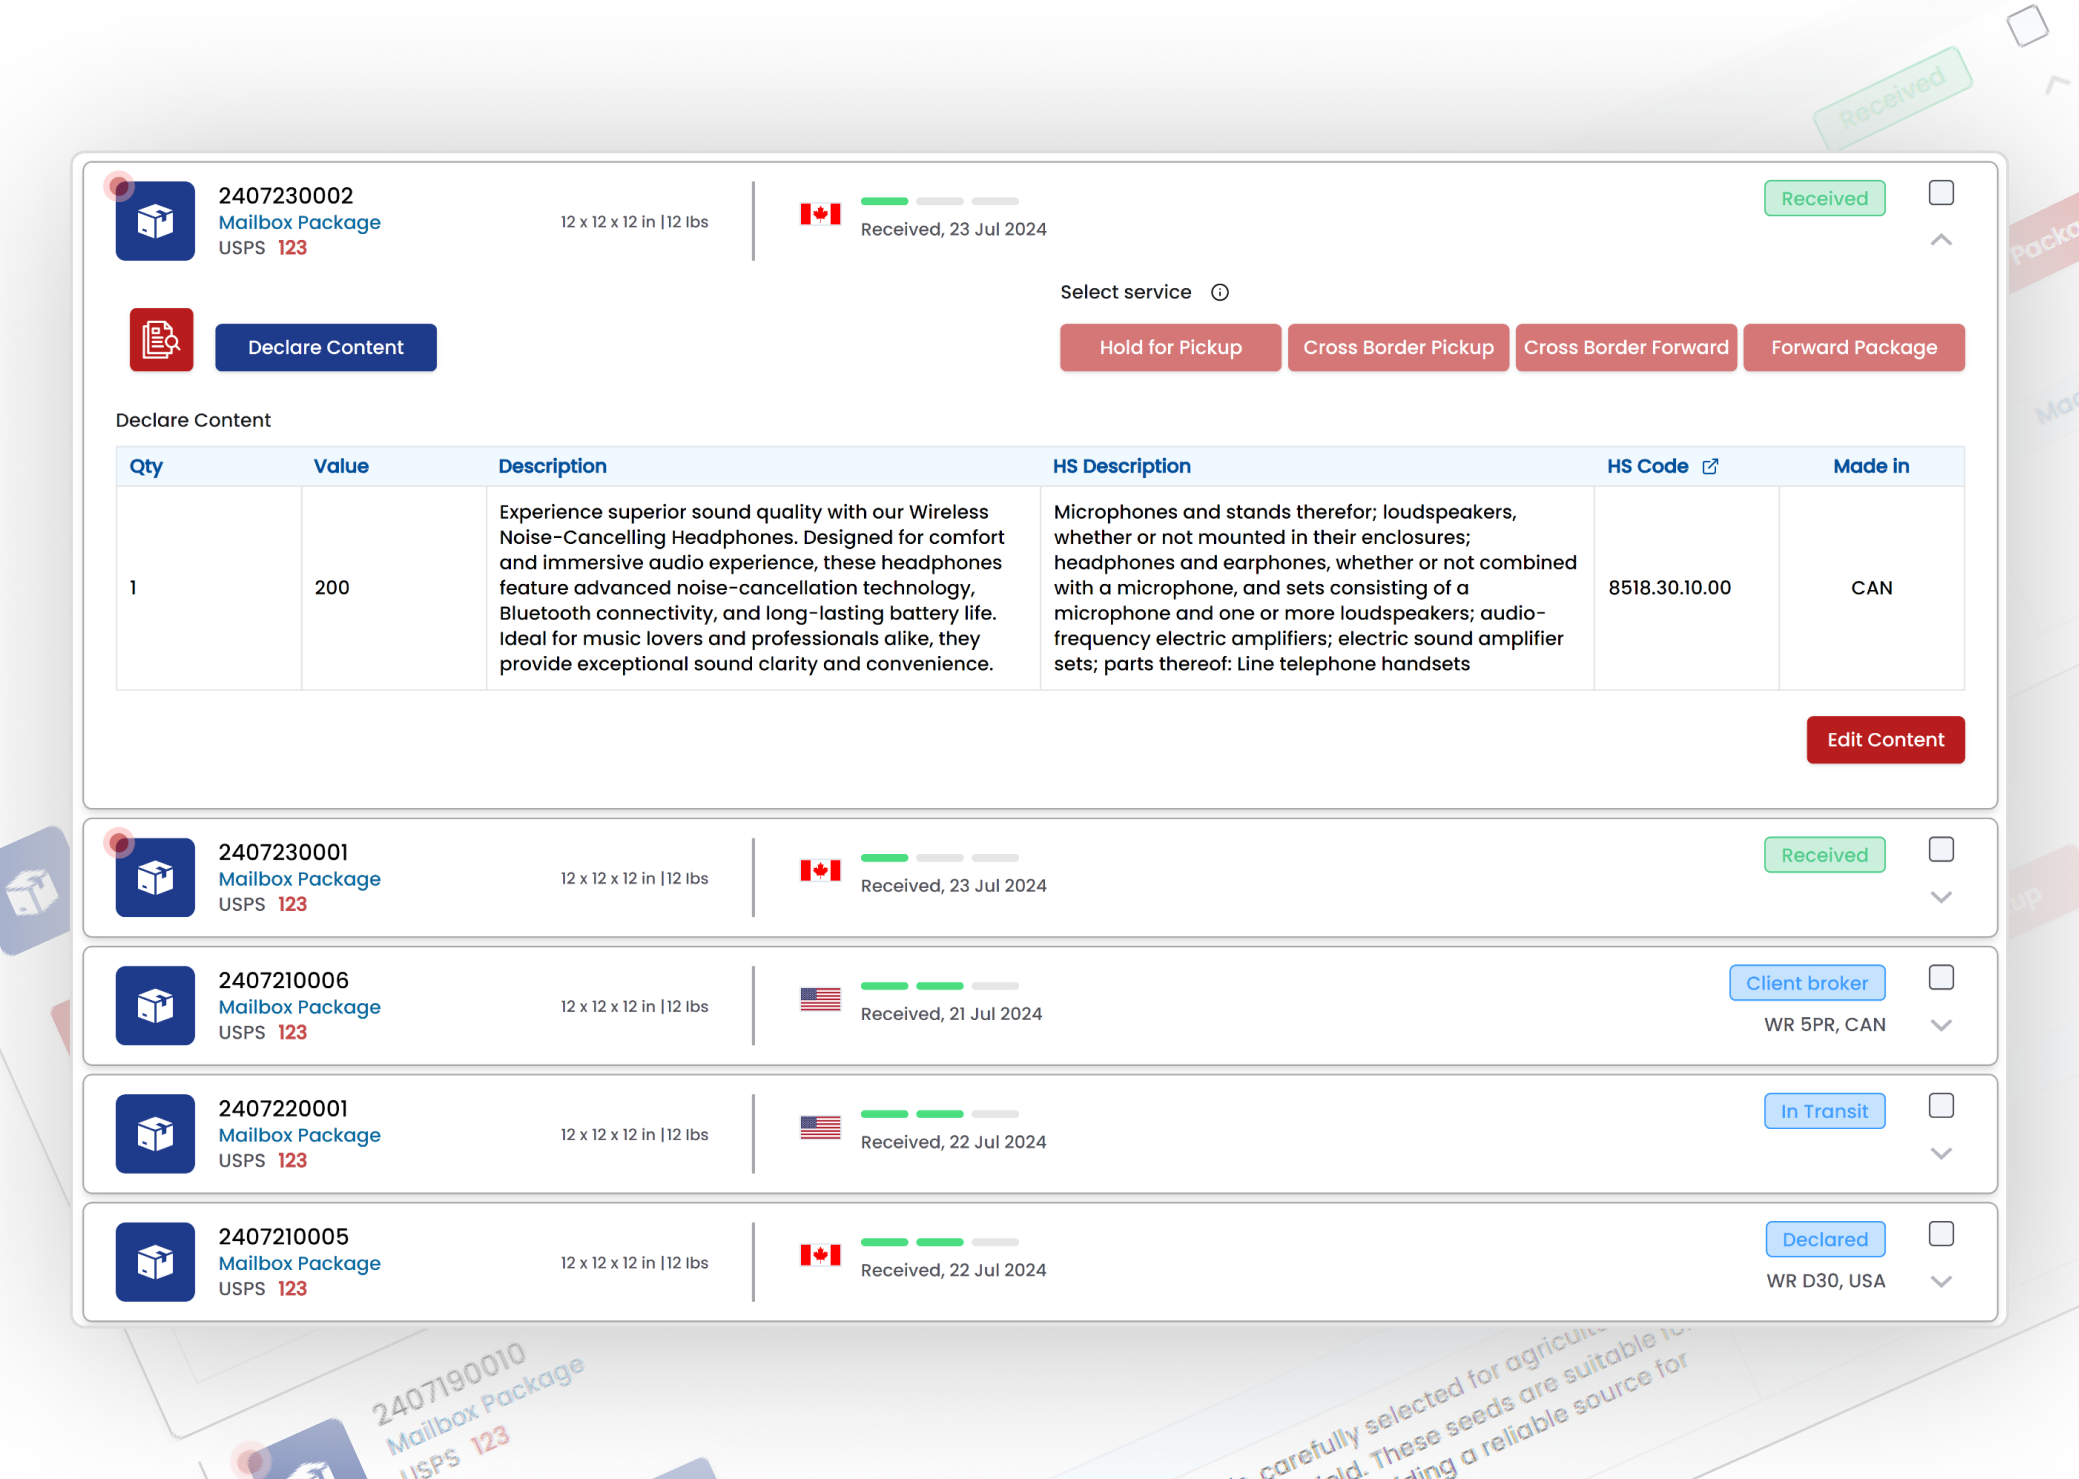 Received
2407230002
Mailbox Package
USPS 123
12 x 12 x 12 in | 12 lbs
Received, 23 Jul 2024
Received
Select service
Declare Content
Hold for Pickup
Cross Border Pickup
Cross Border Forward
Forward Package
Declare Content
Qty
Value
Description
HS Description
HS Code
Made in
1
200
Experience superior sound quality with our Wireless
Noise-Cancelling Headphones. Designed for comfort
and immersive audio experience, these headphones
feature advanced noise-cancellation technology,
Bluetooth connectivity, and long-lasting battery life.
Ideal for music lovers and professionals alike, they
provide exceptional sound clarity and convenience.
Microphones and stands therefor; loudspeakers,
whether or not mounted in their enclosures;
headphones and earphones, whether or not combined
with a microphone, and sets consisting of a
microphone and one or more loudspeakers; audio-
frequency electric amplifiers; electric sound amplifier
sets; parts thereof: Line telephone handsets
8518.30.10.00
CAN
Edit Content
2407230001
Mailbox Package
USPS 123
12 x 12 x 12 in | 12 lbs
Received, 23 Jul 2024
Received
2407210006
Mailbox Package
USPS 123
12 x 12 x 12 in | 12 lbs
Received, 21 Jul 2024
Client broker
WR 5PR, CAN
2407220001
Mailbox Package
USPS 123
12 x 12 x 12 in | 12 lbs
Received, 22 Jul 2024
In Transit
2407210005
Mailbox Package
USPS 123
12 x 12 x 12 in | 12 lbs
Received, 22 Jul 2024
Declared
WR D30, USA
2407190010
Mailbox Package
USPS 123
carefully selected for
These seeds are suitable
a reliable source for